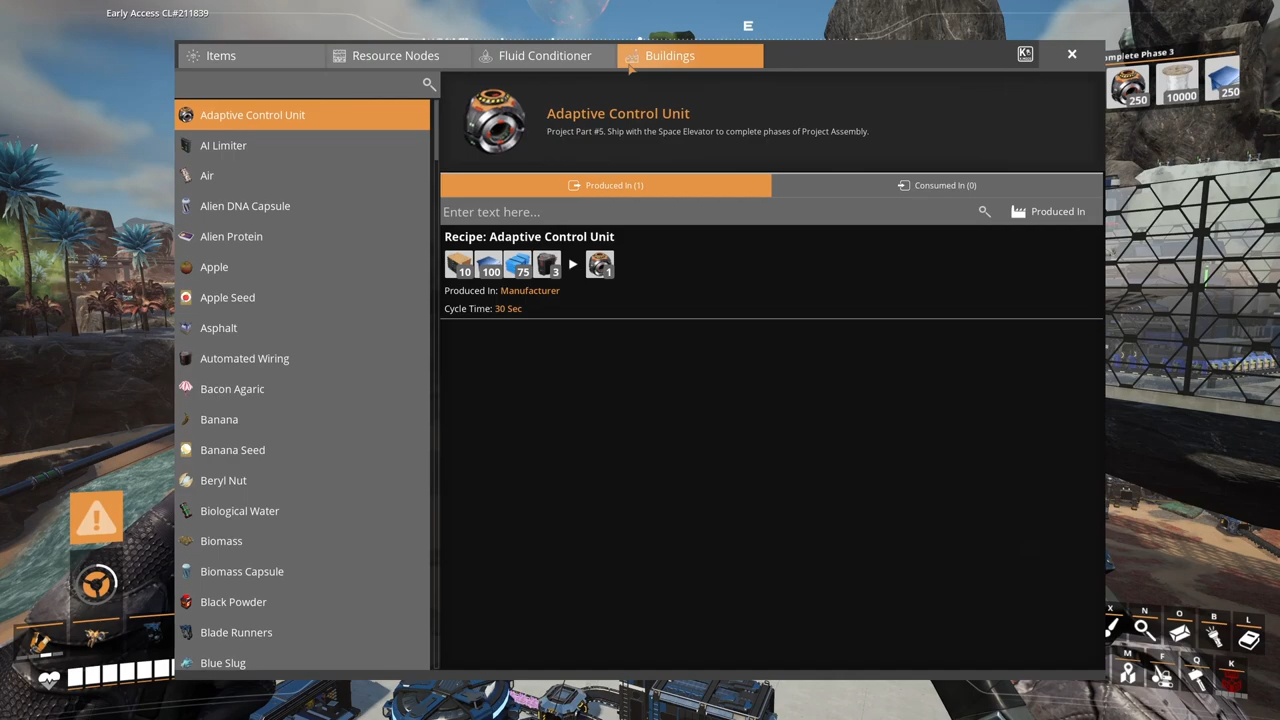 Early Access CL#211839
E
Items
Resource Nodes
Fluid Conditioner
Buildings
K
omplete Phase 3
250
10000
250
Adaptive Control Unit
AI Limiter
Air
Alien DNA Capsule
Alien Protein
Apple
Apple Seed
Asphalt
Automated Wiring
Bacon Agaric
Banana
Banana Seed
Beryl Nut
Biological Water
Biomass
Biomass Capsule
Black Powder
Blade Runners
Blue Slug
Adaptive Control Unit
Project Part #5. Ship with the Space Elevator to complete phases of Project Assembly.
Produced In (1)
Consumed In (0)
Enter text here...
Produced In
Recipe: Adaptive Control Unit
10 100 75 3 1
Produced In: Manufacturer
Cycle Time: 30 Sec
X N O B L
M F Q K